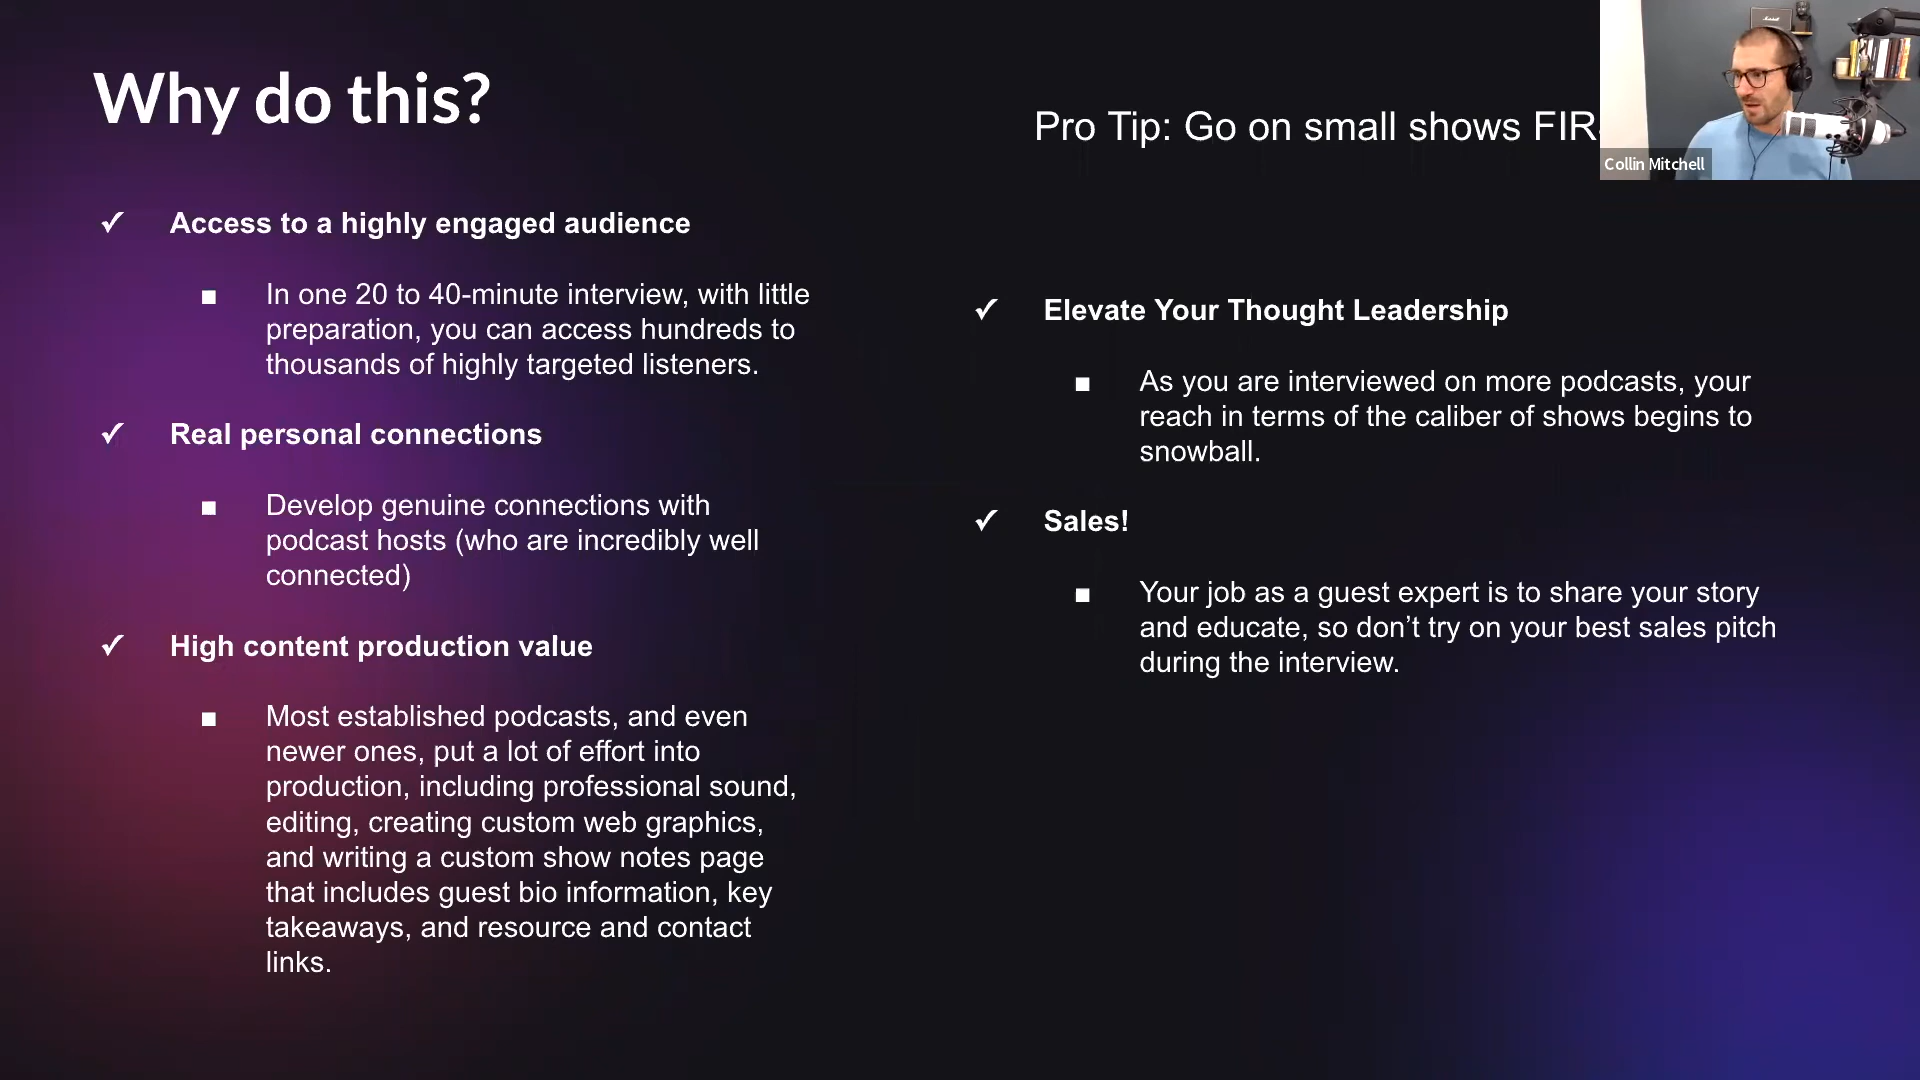 Why do this?
✓ Access to a highly engaged audience
■ In one 20 to 40-minute interview, with little
preparation, you can access hundreds to
thousands of highly targeted listeners.
✓ Real personal connections
■ Develop genuine connections with
podcast hosts (who are incredibly well
connected)
✓ High content production value
■ Most established podcasts, and even
newer ones, put a lot of effort into
production, including professional sound,
editing, creating custom web graphics,
and writing a custom show notes page
that includes guest bio information, key
takeaways, and resource and contact
links.
Pro Tip: Go on small shows
✓ Elevate Your Thought Leadership
■ As you are interviewed on more podcasts, your
reach in terms of the caliber of shows begins to
snowball.
✓ Sales!
■ Your job as a guest expert is to share your story
and educate, so don’t try on your best sales pitch
during the interview.
Marshall
Collin Mitchell